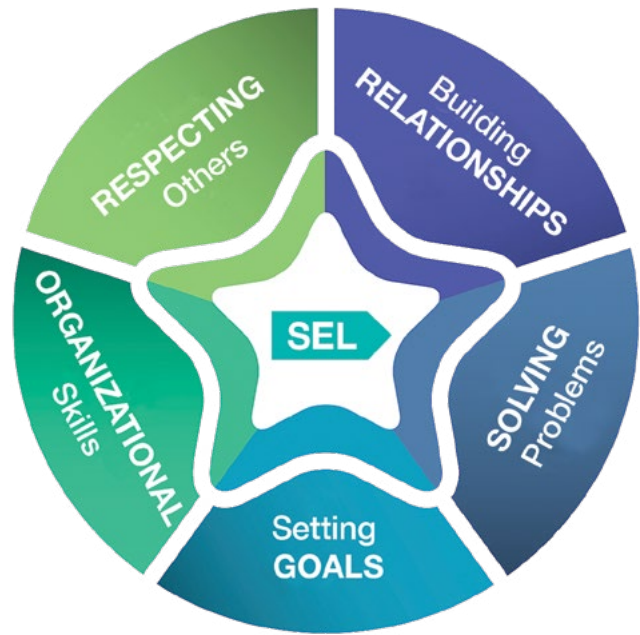 RESPECTING
Others
Building
RELATIONSHIPS
SOLVING
Problems
Setting
GOALS
ORGANIZATIONAL
Skills
SEL